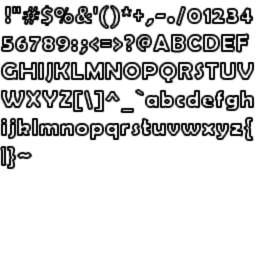 !"#$%&'()*+,-./01234
56789:;<=>?@ABCDEF
GHIJKLMNOPQRSTUV
WXYZ[\]^_`abcdefgh
ijklmnopqrstuvwxyz{
|}~